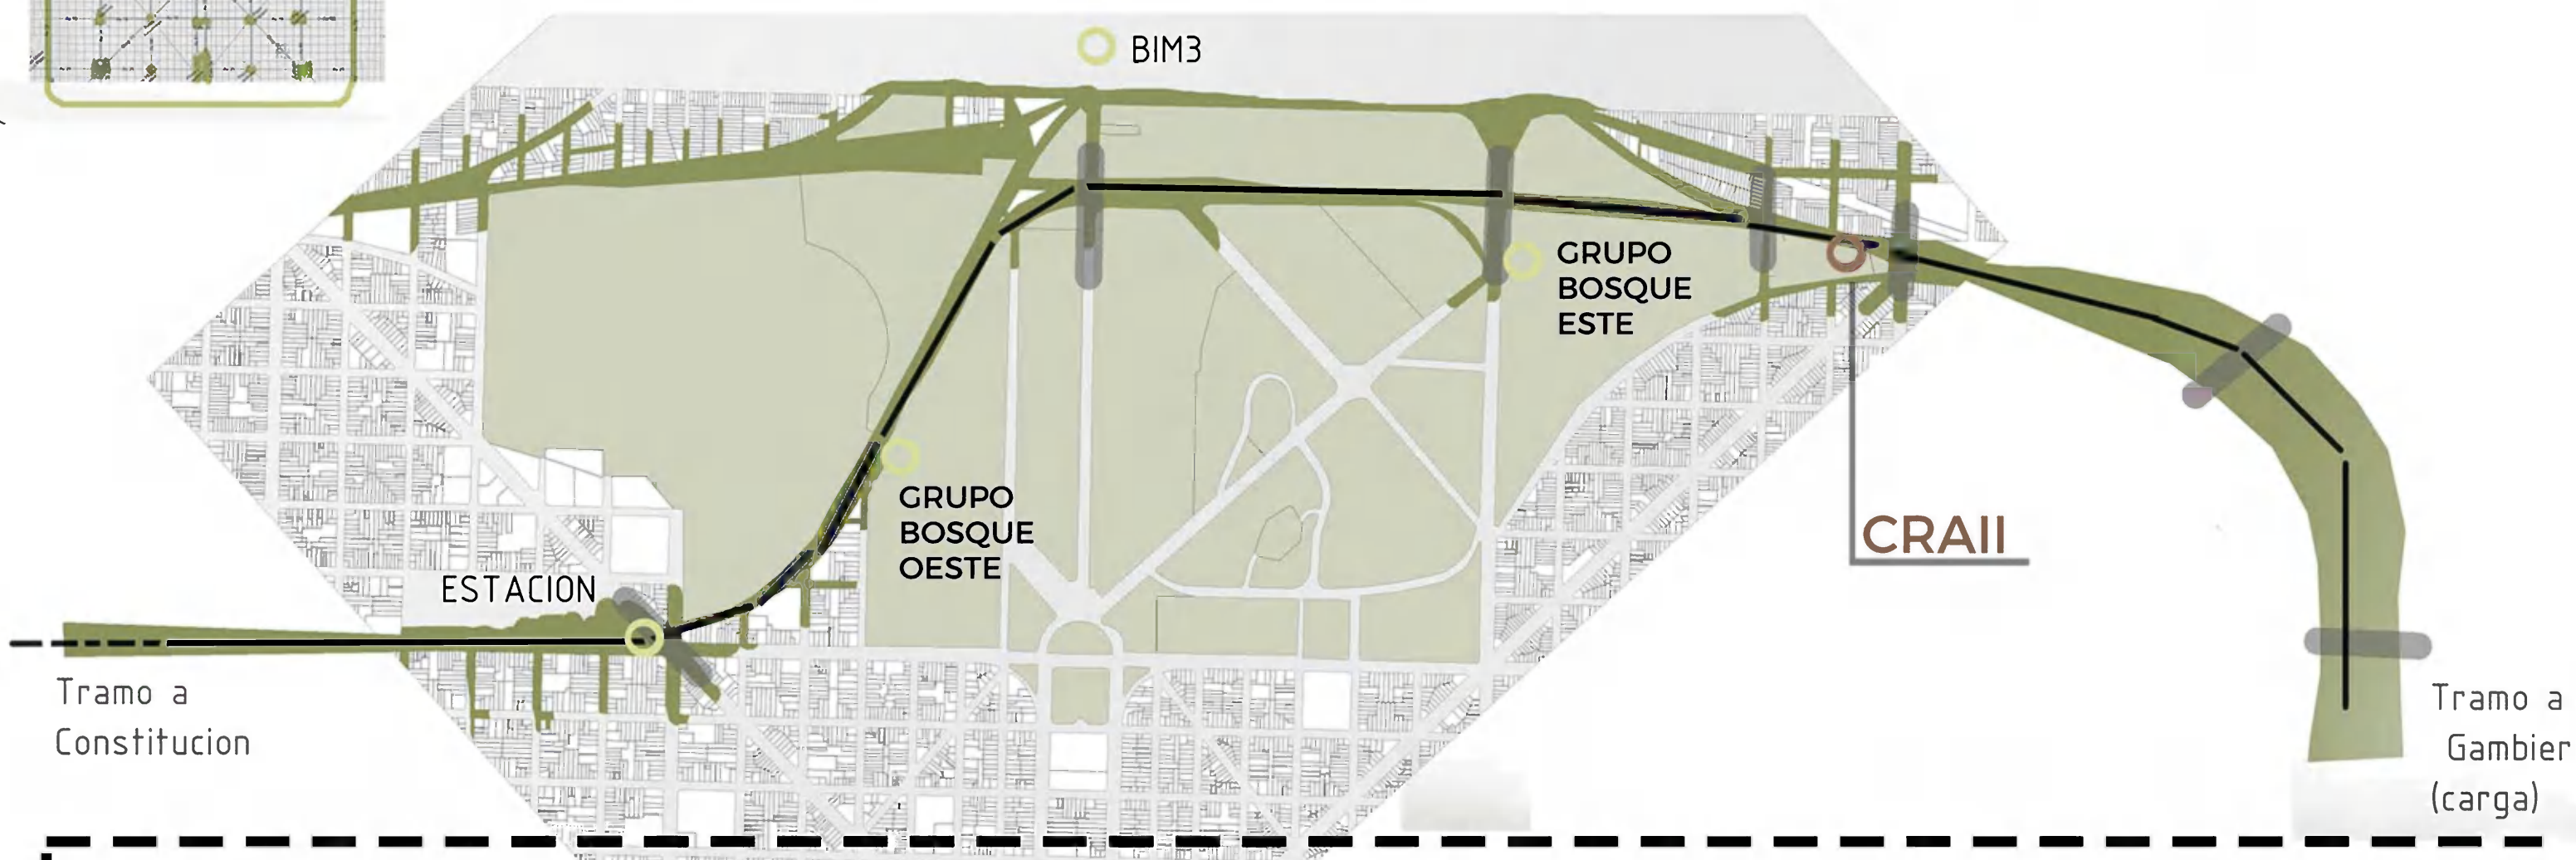 BIM3
GRUPO
BOSQUE
ESTE
GRUPO
BOSQUE
OESTE
CRAII
ESTACION
Tramo a
Constitucion
Tramo a
Gambier
(carga)